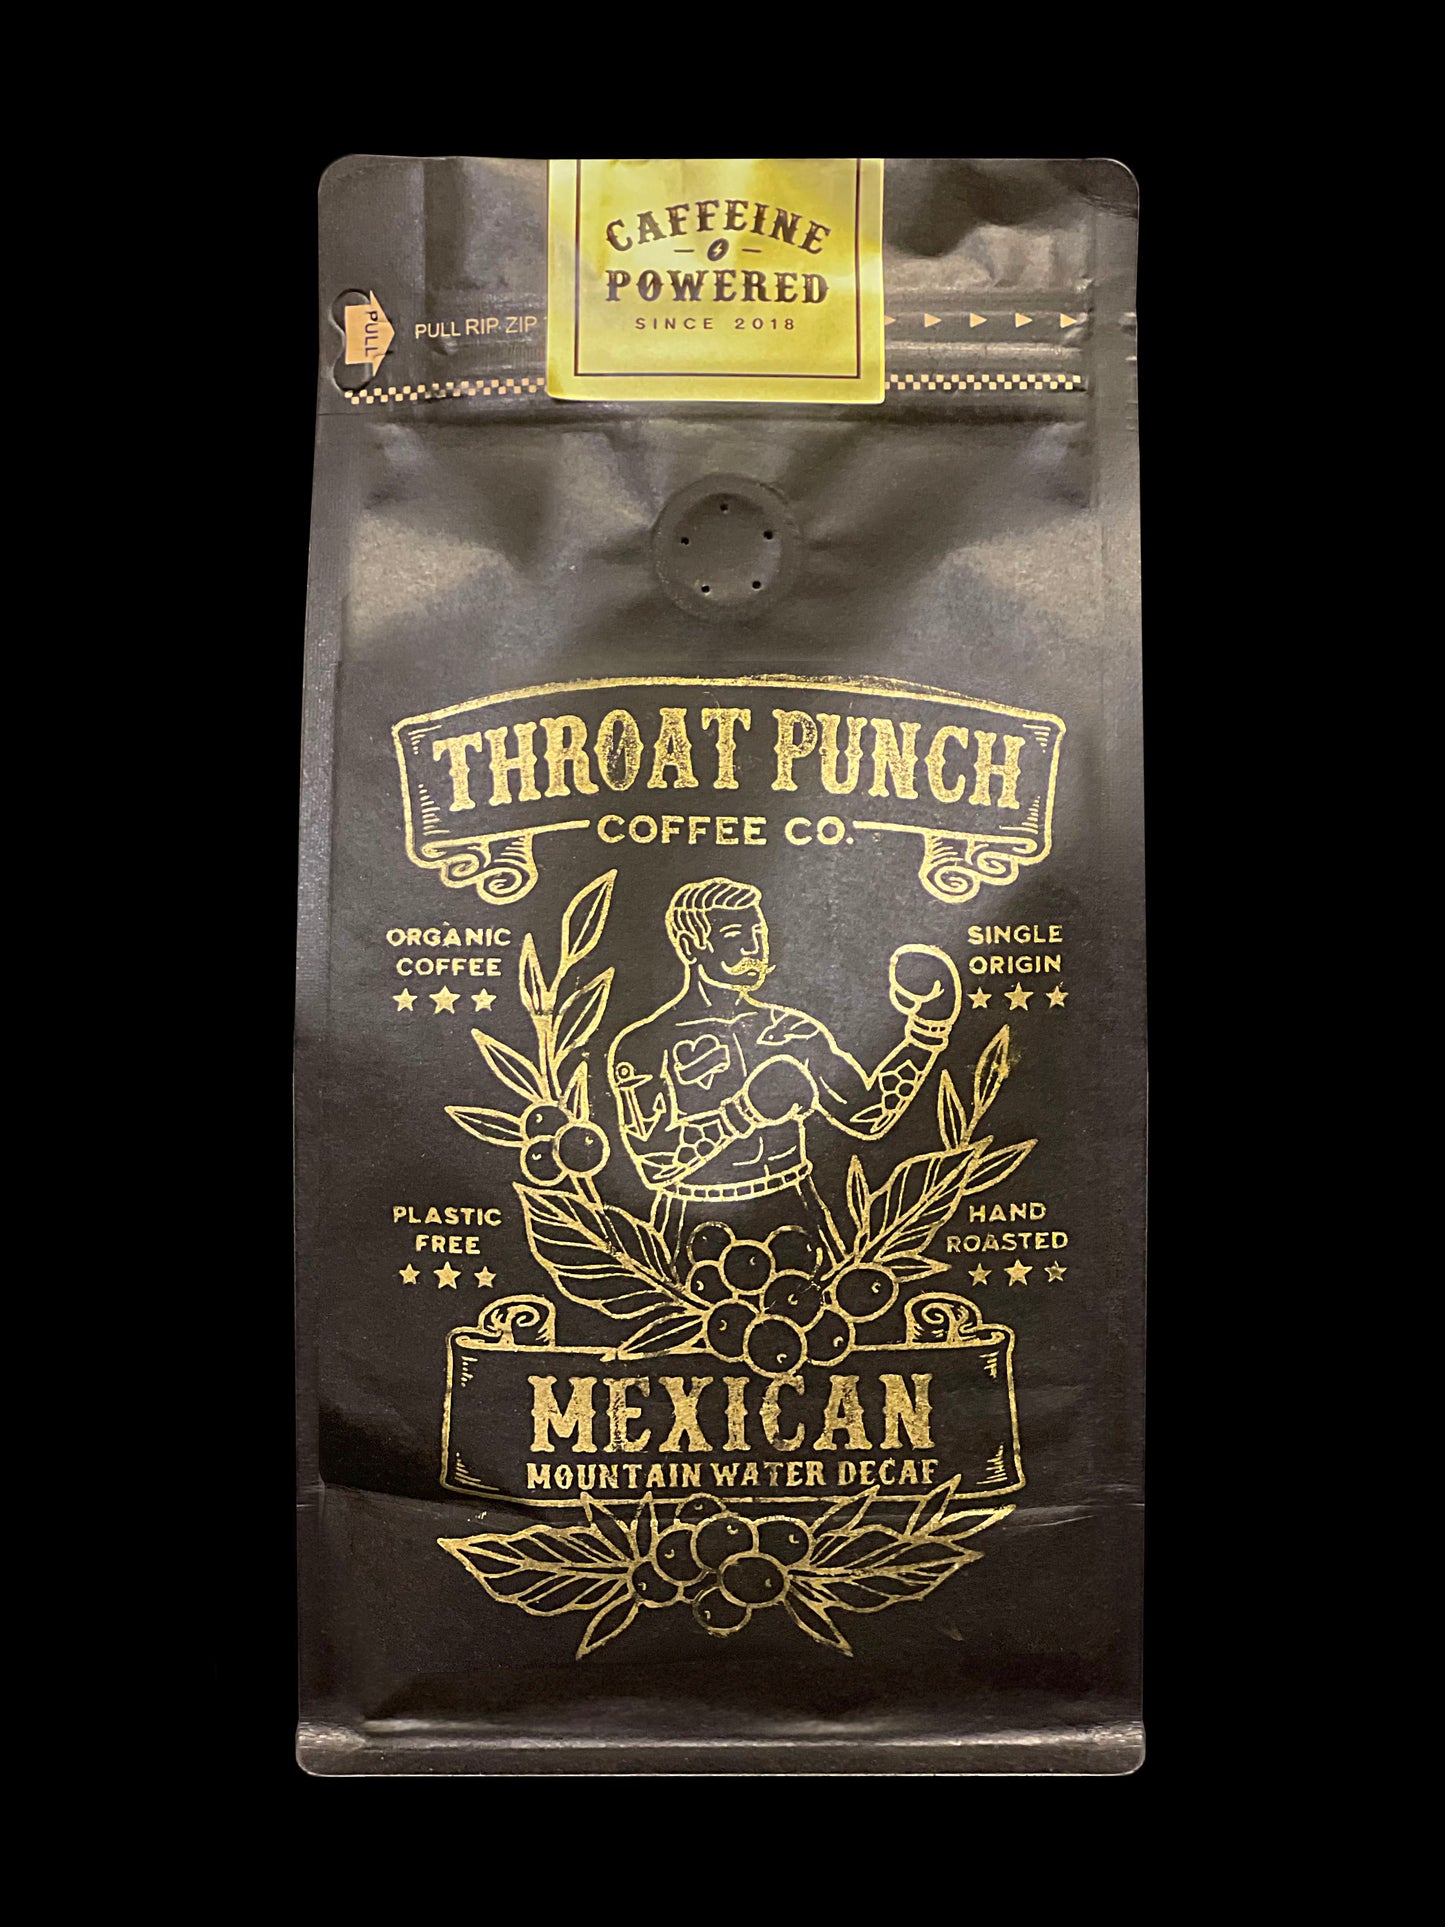 CAFFEINE
POWERED
SINCE 2018
PULL
PULL RIP ZIP
THROAT PUNCH
COFFEE CO.
ORGANIC
COFFEE
SINGLE
ORIGIN
PLASTIC
FREE
HAND
ROASTED
MEXICAN
MOUNTAIN WATER DECAF